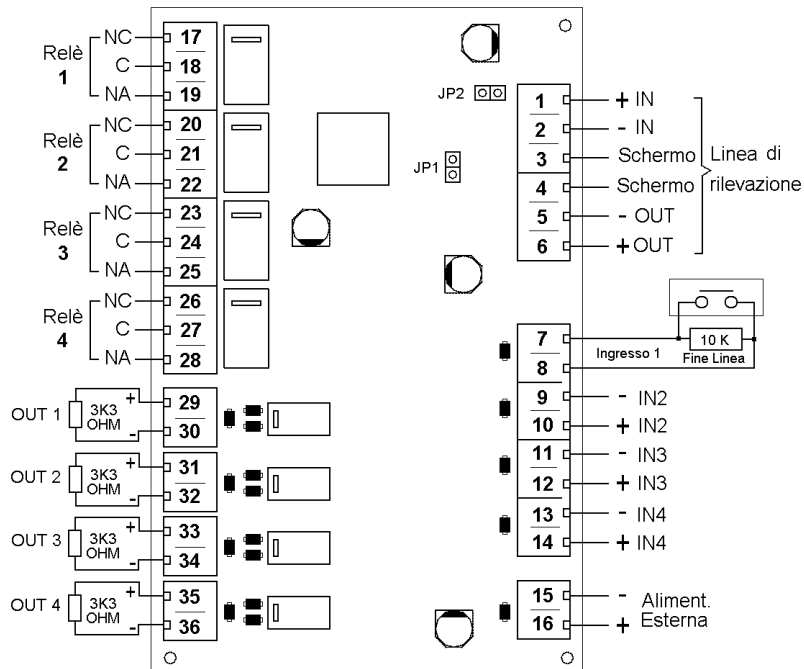 Relè
1
NC
C
NA
17
18
19
Relè
2
NC
C
NA
20
21
22
Relè
3
NC
C
NA
23
24
25
Relè
4
NC
C
NA
26
27
28
OUT 1
3K3
OHM
+
-
29
30
OUT 2
3K3
OHM
+
-
31
32
OUT 3
3K3
OHM
+
-
33
34
OUT 4
3K3
OHM
+
-
35
36
JP2
JP1
1
+ IN
2
- IN
3
Schermo
4
Schermo
5
- OUT
6
+ OUT
Linea di
rilevazione
7
8
Ingresso 1
10 K
Fine Linea
9
- IN2
10
+ IN2
11
- IN3
12
+ IN3
13
- IN4
14
+ IN4
15
-
16
+
Aliment.
Esterna